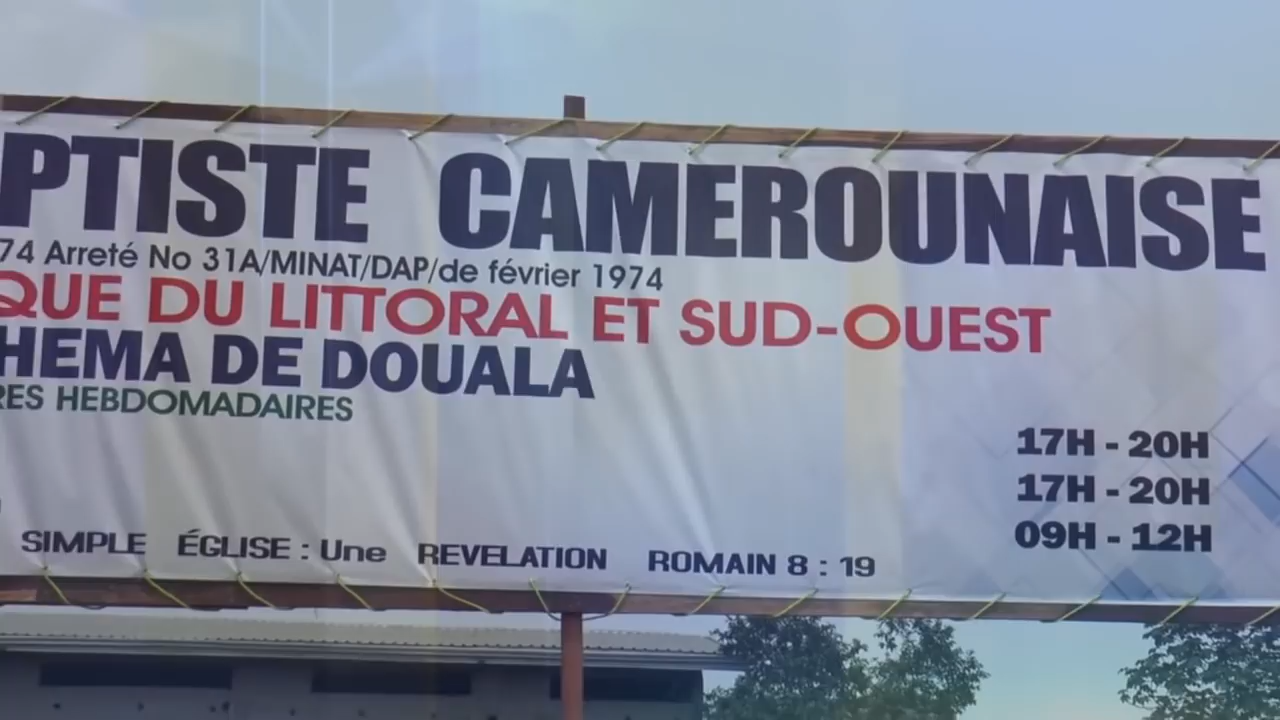 PTISTE CAMEROUNAISE
74 Arreté No 31A/MINAT/DAP/de février 1974
QUE DU LITTORAL ET SUD-OUEST
HEMA DE DOUALA
RES HEBDOMADAIRES
17H - 20H
17H - 20H
09H - 12H
SIMPLE ÉGLISE : Une REVELATION ROMAIN 8 : 19